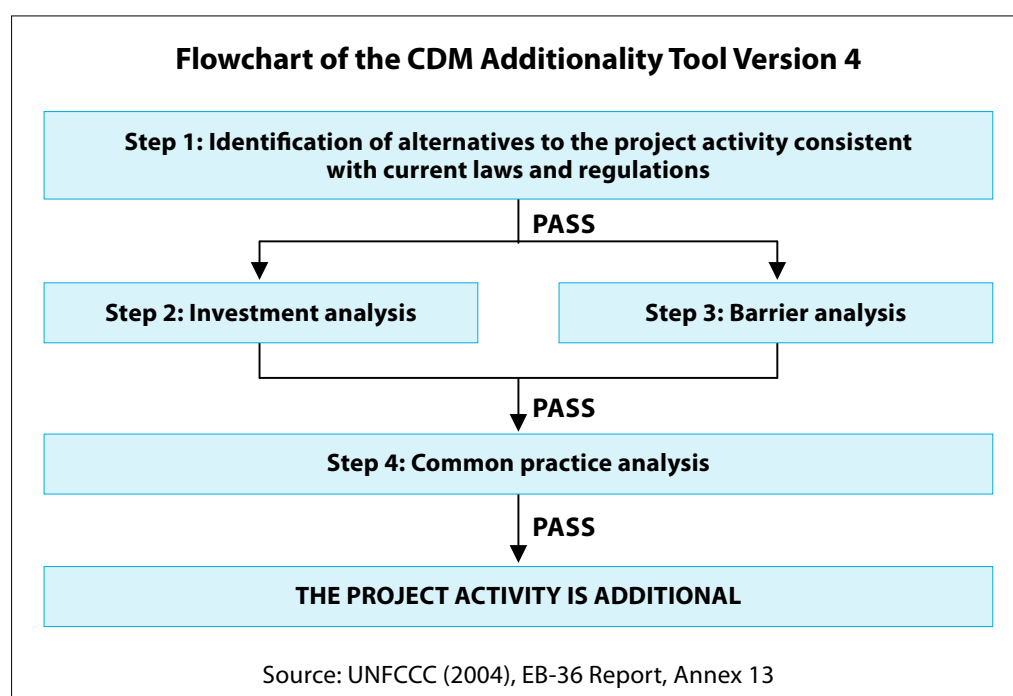 Flowchart of the CDM Additionality Tool Version 4
Step 1: Identification of alternatives to the project activity consistent
with current laws and regulations
PASS
Step 2: Investment analysis
Step 3: Barrier analysis
PASS
Step 4: Common practice analysis
PASS
THE PROJECT ACTIVITY IS ADDITIONAL
Source: UNFCCC (2004), EB-36 Report, Annex 13